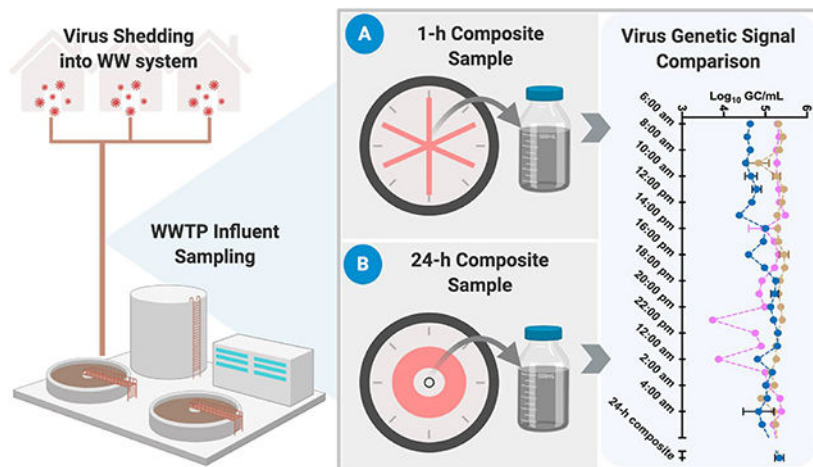 Virus Shedding
into WW system
WWTP Influent
Sampling
A
1-h Composite
Sample
B
24-h Composite
Sample
Virus Genetic Signal
Comparison
Log10 GC/mL
3
4
5
6
6:00 am
8:00 am
10:00 am
12:00 pm
14:00 pm
16:00 pm
18:00 pm
20:00 pm
22:00 pm
12:00 am
2:00 am
4:00 am
24-h composite